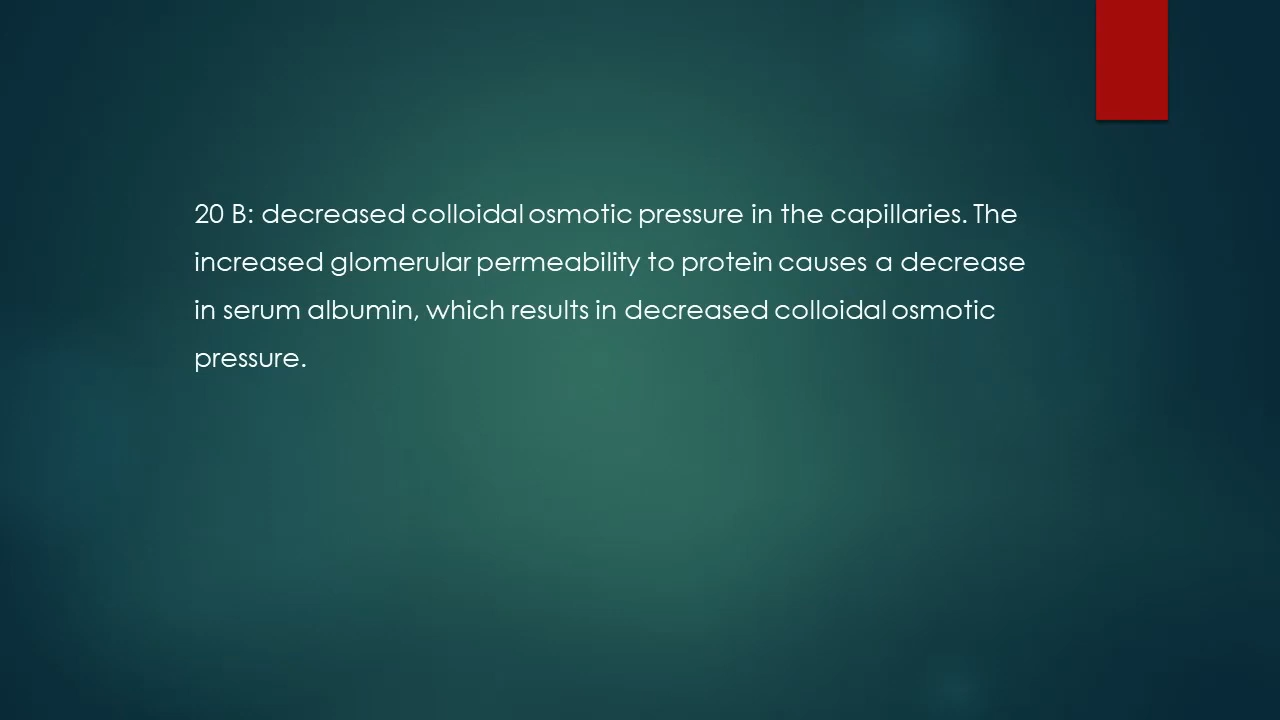 20 B: decreased colloidal osmotic pressure in the capillaries. The
increased glomerular permeability to protein causes a decrease
in serum albumin, which results in decreased colloidal osmotic
pressure.